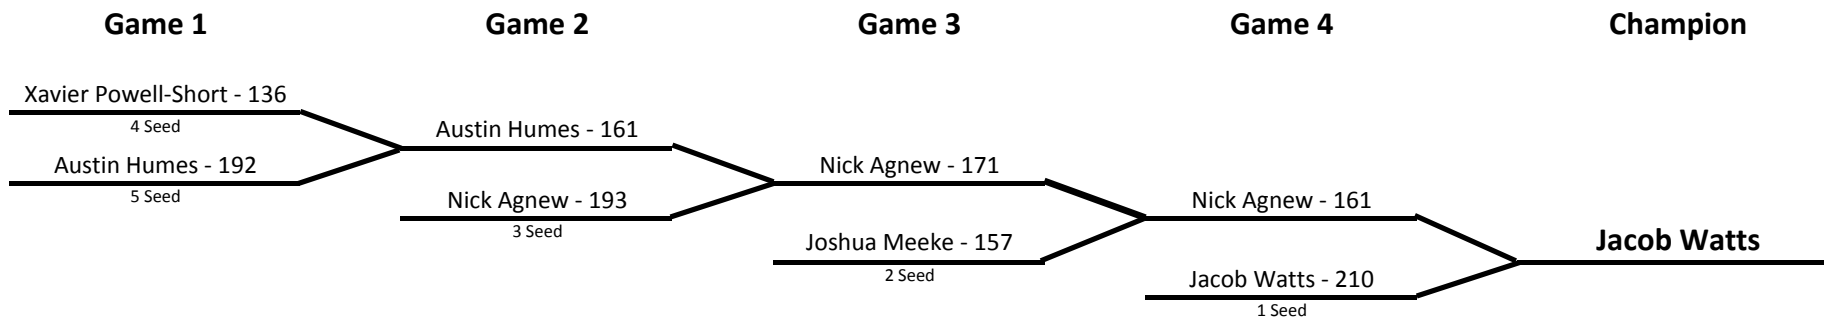 Game 1
Game 2
Game 3
Game 4
Champion
Xavier Powell-Short - 136
4 Seed
Austin Humes - 192
5 Seed
Austin Humes - 161
Nick Agnew - 193
3 Seed
Nick Agnew - 171
Joshua Meeke - 157
2 Seed
Nick Agnew - 161
Jacob Watts - 210
1 Seed
Jacob Watts